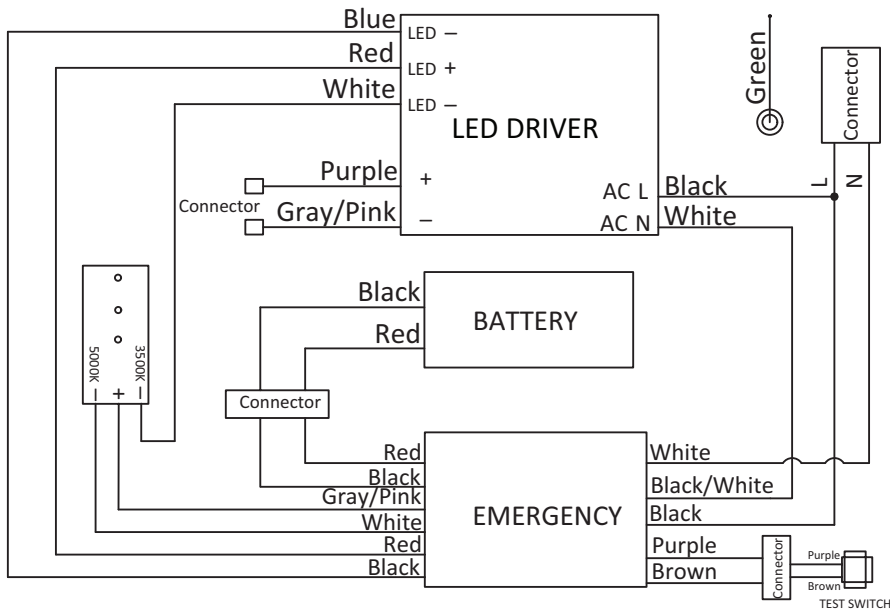 Blue
LED −
Red
LED +
White
LED −
LED DRIVER
Purple
+
Connector
Gray/Pink
−
AC L
Black
AC N
White
Green
Connector
L
N
Black
Red
BATTERY
5000K
3500K
− + −
Connector
Red
Black
Gray/Pink
White
Red
Black
EMERGENCY
White
Black/White
Black
Purple
Brown
Connector
Purple
Brown
TEST SWITCH